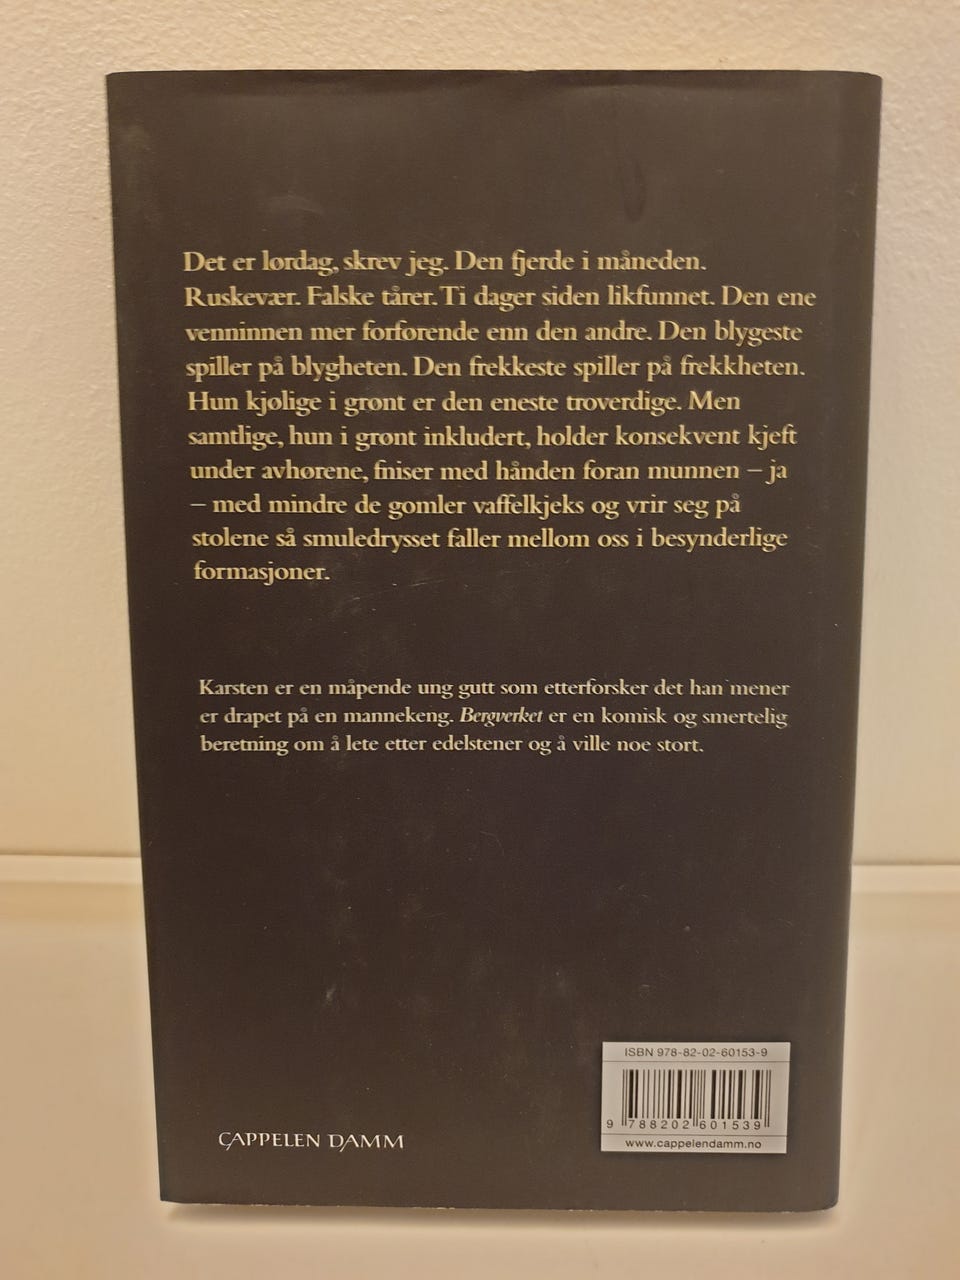 Det er lørdag, skrev jeg. Den fjerde i måneden.
Ruskevær. Falske tårer. Ti dager siden likfunnet. Den ene
venninnen mer forførende enn den andre. Den blygeste
spiller på blygheten. Den frekkeste spiller på frekkheten.
Hun kjølige i grønt er den eneste troverdige. Men
samtlige, hun i grønt inkludert, holder konsekvent kjeft
under avhørene, fniser med hånden foran munnen – ja
– med mindre de gomler vaffelkjeks og vrir seg på
stolene så smuledrysset faller mellom oss i besynderlige
formasjoner.
Karsten er en måpende ung gutt som etterforsker det han mener
er drapet på en mannekeng. Bergverket er en komisk og smertelig
beretning om å lete etter edelstener og å ville noe stort.
ISBN 978-82-02-60153-9
9 788202 601539
www.cappelendamm.no
CAPPELEN DAMM